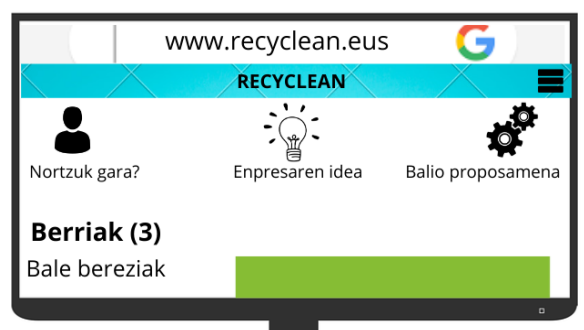 www.recyclean.eus
RECYCLEAN
Nortzuk gara?
Enpresaren idea
Balio proposamena
Berriak (3)
Bale bereziak